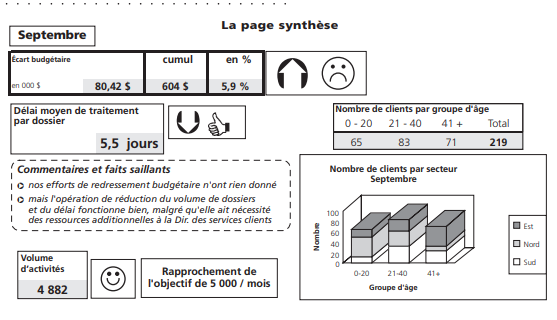 La page synthèse
Septembre
Écart budgétaire
cumul
en %
en 000 $
80,42 $
604 $
5,9 %
Délai moyen de traitement
par dossier
5,5 jours
Nombre de clients par groupe d'âge
0 - 20 21 - 40 41 + Total
65 83 71 219
Commentaires et faits saillants
nos efforts de redressement budgétaire n'ont rien donné
mais l'opération de réduction du volume de dossiers
et du délai fonctionne bien, malgré qu'elle ait nécessité
des ressources additionnelles à la Dir. des services clients
Nombre de clients par secteur
Septembre
Nombre
100
80
60
40
20
0
0-20 21-40 41+
Groupe d'âge
Est
Nord
Sud
Volume
d'activités
4 882
Rapprochement de
l'objectif de 5 000 / mois